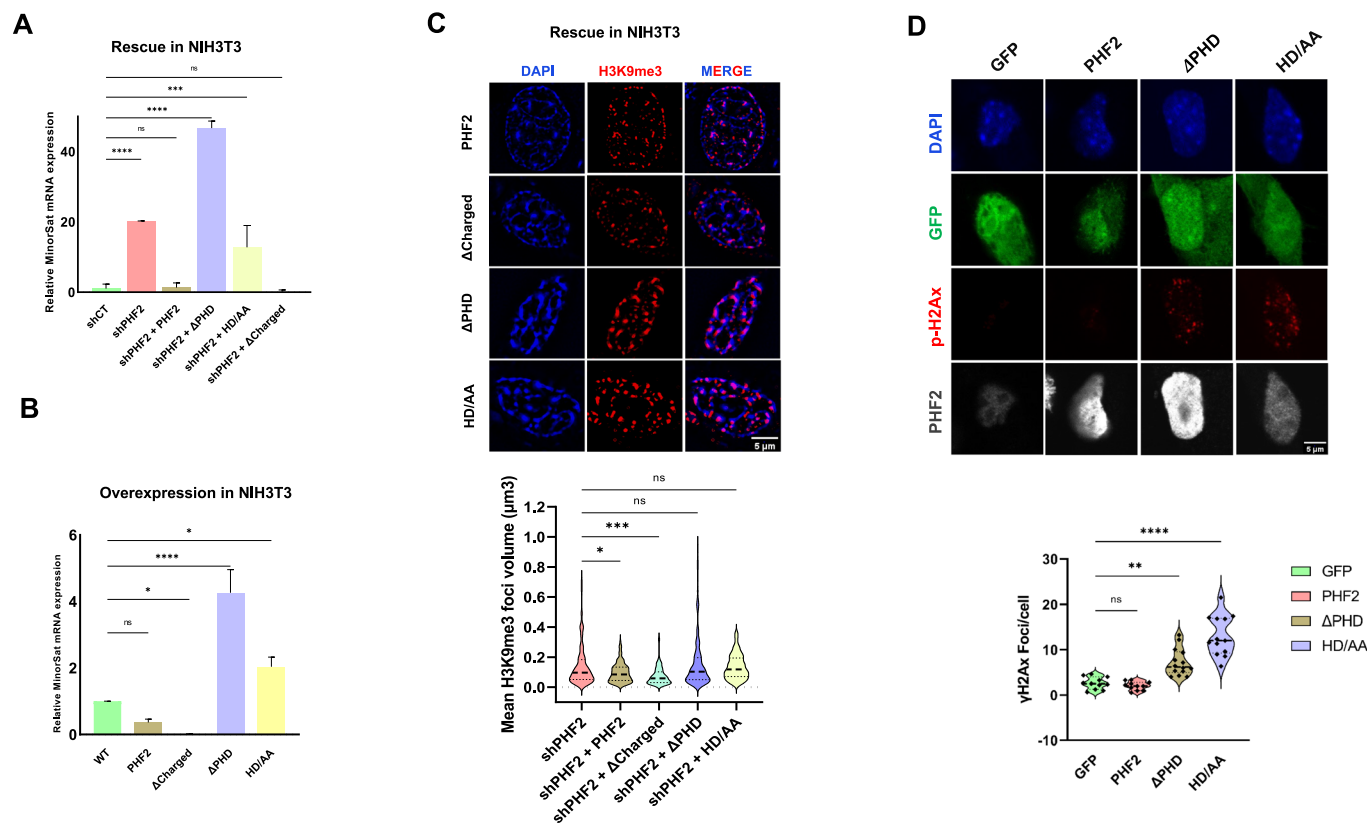 A
Rescue in NIH3T3
ns
***
****
ns
****
Relative MinorSat mRNA expression
40
20
0
shCT
shPHF2
shPHF2 + PHF2
shPHF2 + ΔPHD
shPHF2 + HD/AA
shPHF2 + ΔCharged
B
Overexpression in NIH3T3
*
****
*
ns
Relative MinorSat mRNA expression
6
4
2
0
WT
PHF2
ΔCharged
ΔPHD
HD/AA
C
Rescue in NIH3T3
DAPI
H3K9me3
MERGE
PHF2
ΔCharged
ΔPHD
HD/AA
5 µm
ns
ns
***
*
Mean H3K9me3 foci volume (µm3)
1.2
1.0
0.8
0.6
0.4
0.2
0.0
shPHF2
shPHF2 + PHF2
shPHF2 + ΔCharged
shPHF2 + ΔPHD
shPHF2 + HD/AA
D
GFP
PHF2
ΔPHD
HD/AA
DAPI
GFP
p-H2Ax
PHF2
5 µm
****
**
ns
γH2Ax Foci/cell
30
20
10
0
-10
GFP
PHF2
ΔPHD
HD/AA
GFP
PHF2
ΔPHD
HD/AA